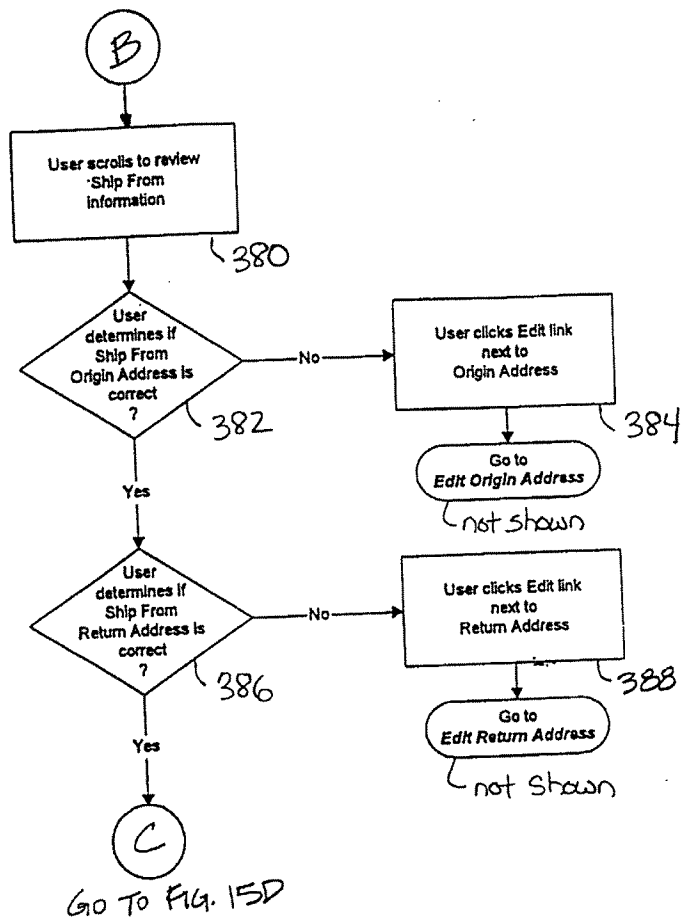 B
User scrolls to review
Ship From
information
380
User
determines if
Ship From
Origin Address is
correct
?
382
No
User clicks Edit link
next to
Origin Address
384
Go to
Edit Origin Address
not shown
Yes
User
determines if
Ship From
Return Address is
correct
?
386
No
User clicks Edit link
next to
Return Address
388
Go to
Edit Return Address
not shown
Yes
C
GO TO FIG. 15D